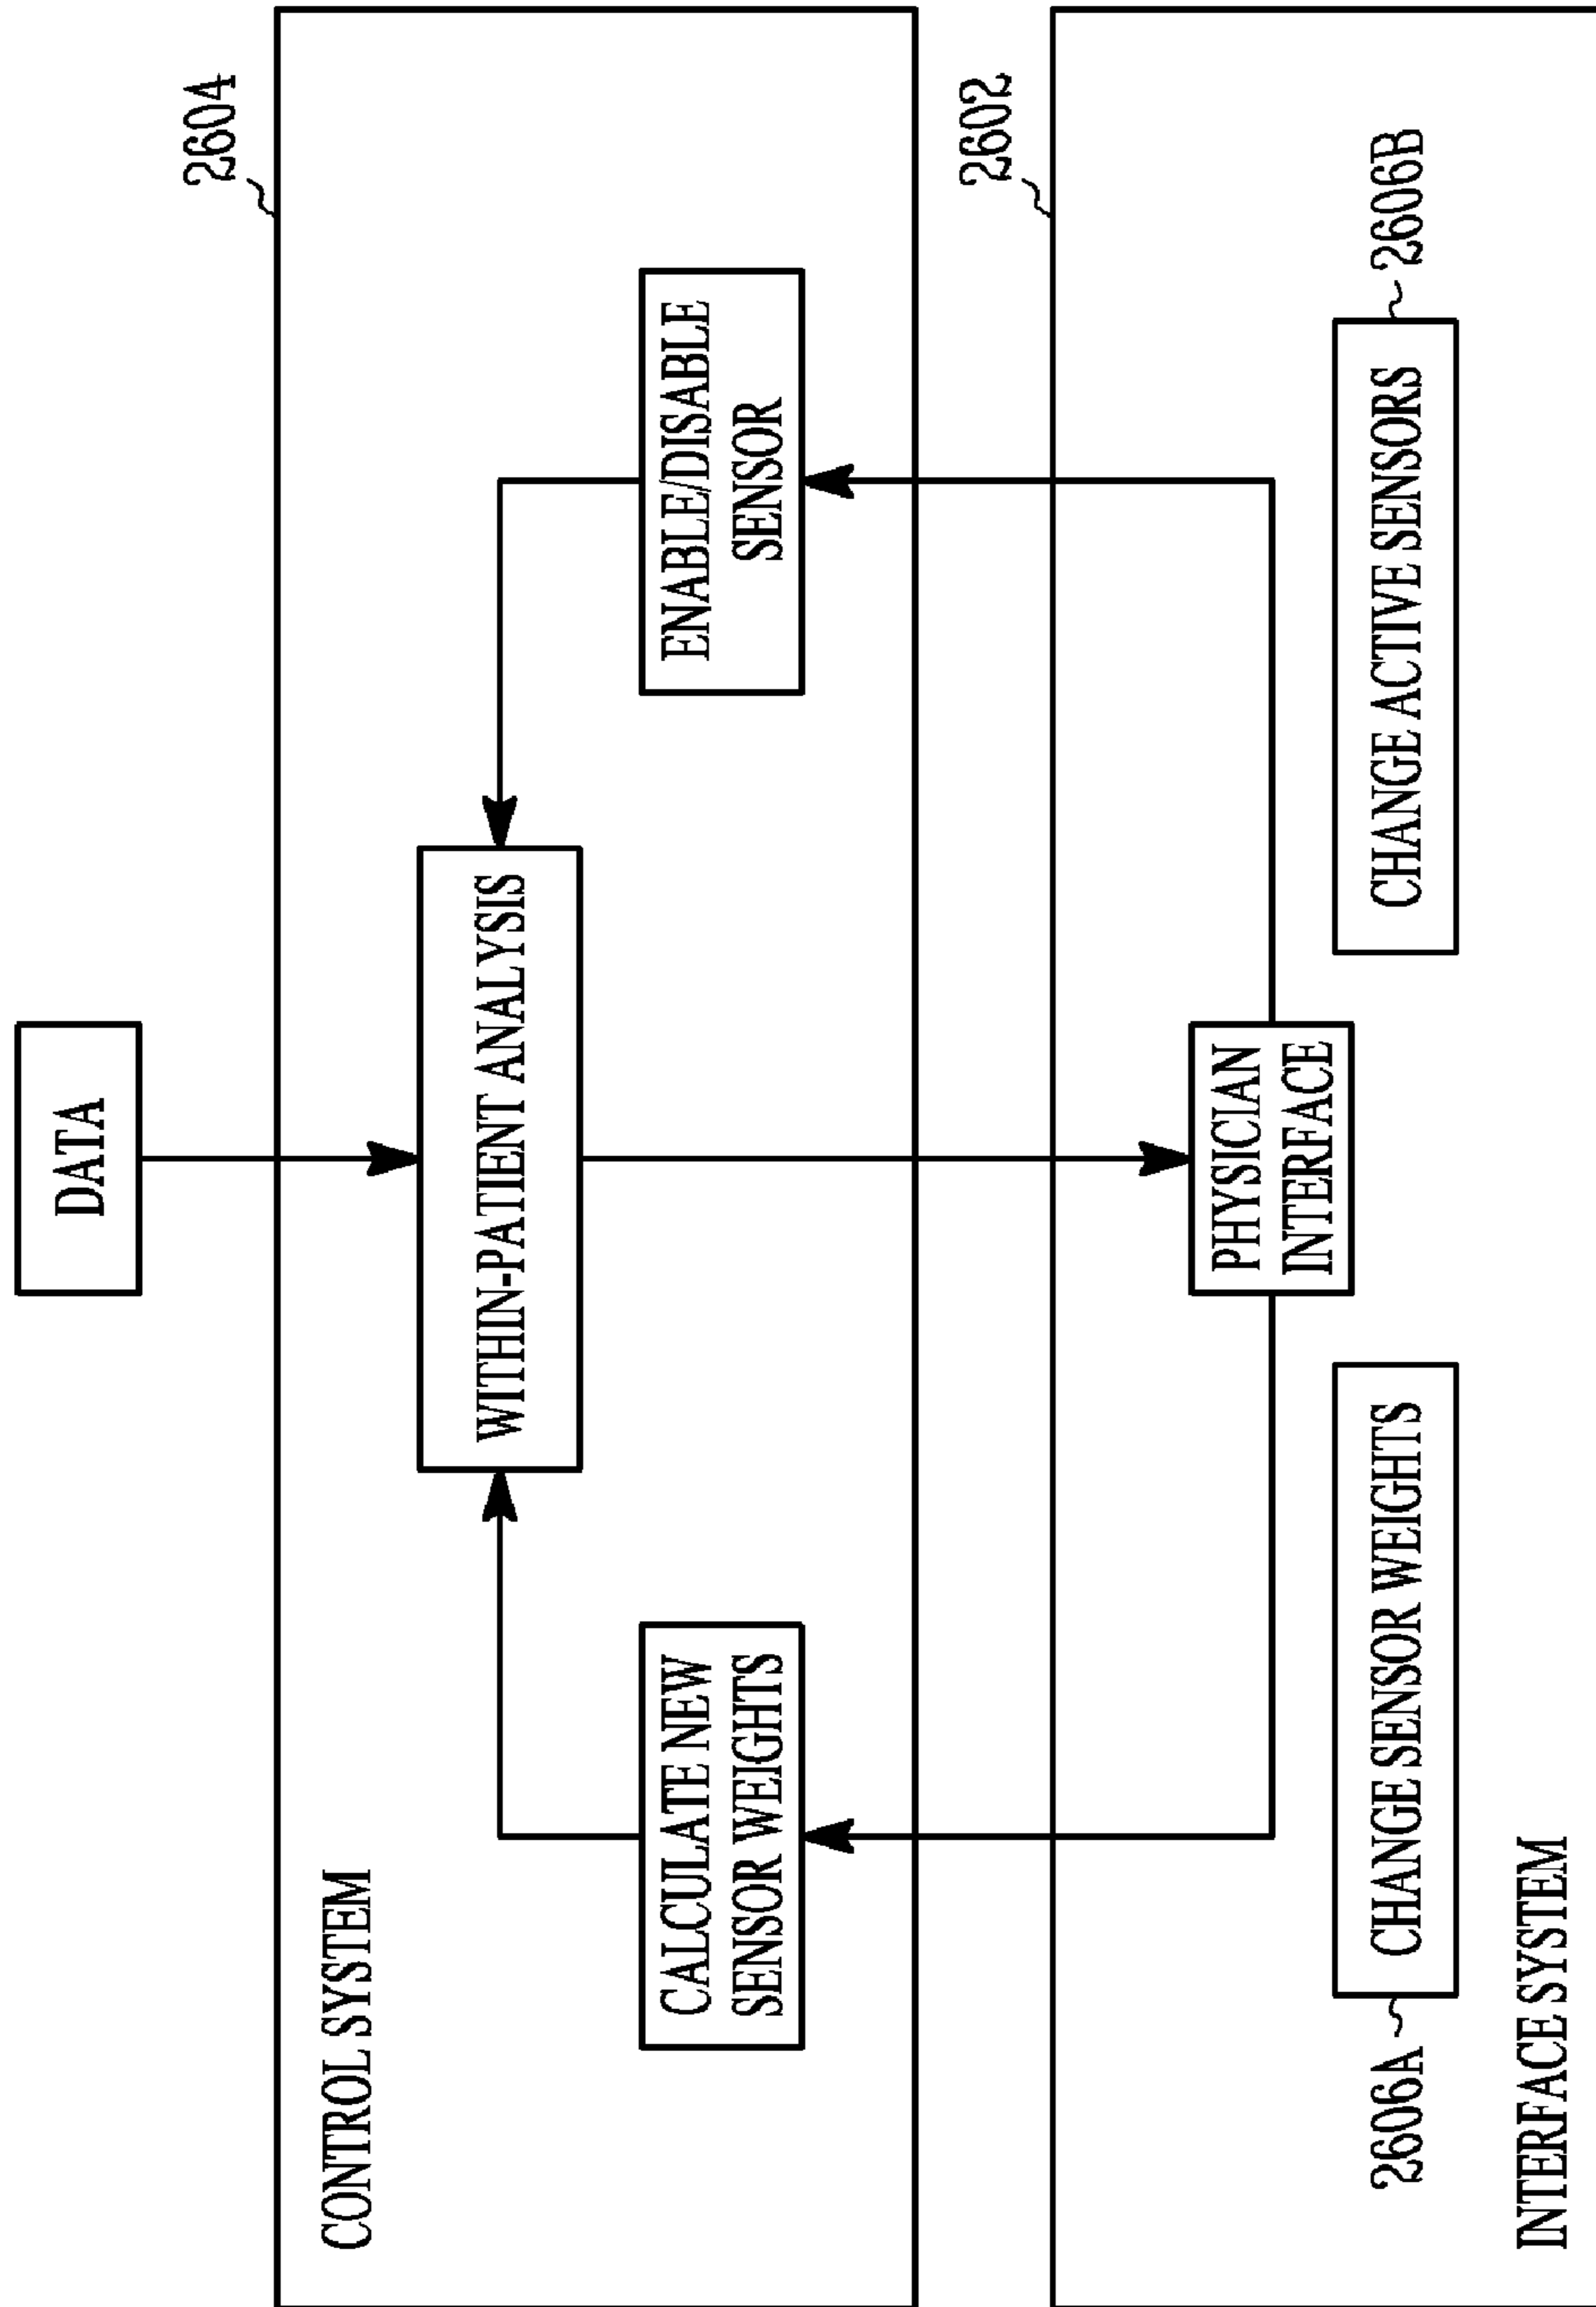 DATA
2604
CONTROL SYSTEM
WITHIN-PATIENT ANALYSIS
CALCULATE NEW
SENSOR WEIGHTS
ENABLE/DISABLE
SENSOR
2602
PHYSICIAN
INTERFACE
2606A
CHANGE SENSOR WEIGHTS
CHANGE ACTIVE SENSORS
2606B
INTERFACE SYSTEM